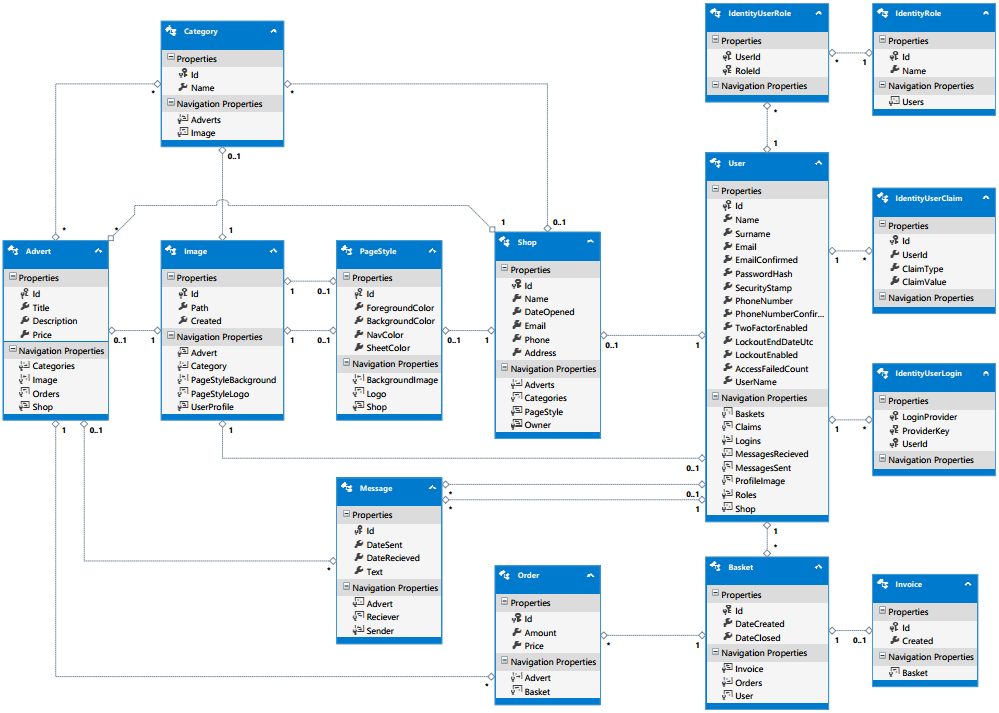 Category
Properties
Id
Name
Navigation Properties
Adverts
Image
IdentityUserRole
Properties
UserId
RoleId
Navigation Properties
IdentityRole
Properties
Id
Name
Navigation Properties
Users
*
1
*
*
*
1
0..1
*
*
1
1
0..1
Advert
Properties
Id
Title
Description
Price
Navigation Properties
Categories
Image
Orders
Shop
0..1
1
Image
Properties
Id
Path
Created
Navigation Properties
Advert
Category
PageStyleBackground
PageStyleLogo
UserProfile
1
0..1
1
0..1
PageStyle
Properties
Id
ForegroundColor
BackgroundColor
NavColor
SheetColor
Navigation Properties
BackgroundImage
Logo
Shop
0..1
1
Shop
Properties
Id
Name
DateOpened
Email
Phone
Address
Navigation Properties
Adverts
Categories
PageStyle
Owner
0..1
1
User
Properties
Id
Name
Surname
Email
EmailConfirmed
PasswordHash
SecurityStamp
PhoneNumber
PhoneNumberConfir...
TwoFactorEnabled
LockoutEndDateUtc
LockoutEnabled
AccessFailedCount
UserName
Navigation Properties
Baskets
Claims
Logins
MessagesRecieved
MessagesSent
ProfileImage
Roles
Shop
1
*
IdentityUserClaim
Properties
Id
UserId
ClaimType
ClaimValue
Navigation Properties
1
*
IdentityUserLogin
Properties
LoginProvider
ProviderKey
UserId
Navigation Properties
1
0..1
1
0..1
*
0..1
*
1
*
Message
Properties
Id
DateSent
DateRecieved
Text
Navigation Properties
Advert
Reciever
Sender
1
*
*
Order
Properties
Id
Amount
Price
Navigation Properties
Advert
Basket
*
1
Basket
Properties
Id
DateCreated
DateClosed
Navigation Properties
Invoice
Orders
User
1
0..1
Invoice
Properties
Id
Created
Navigation Properties
Basket